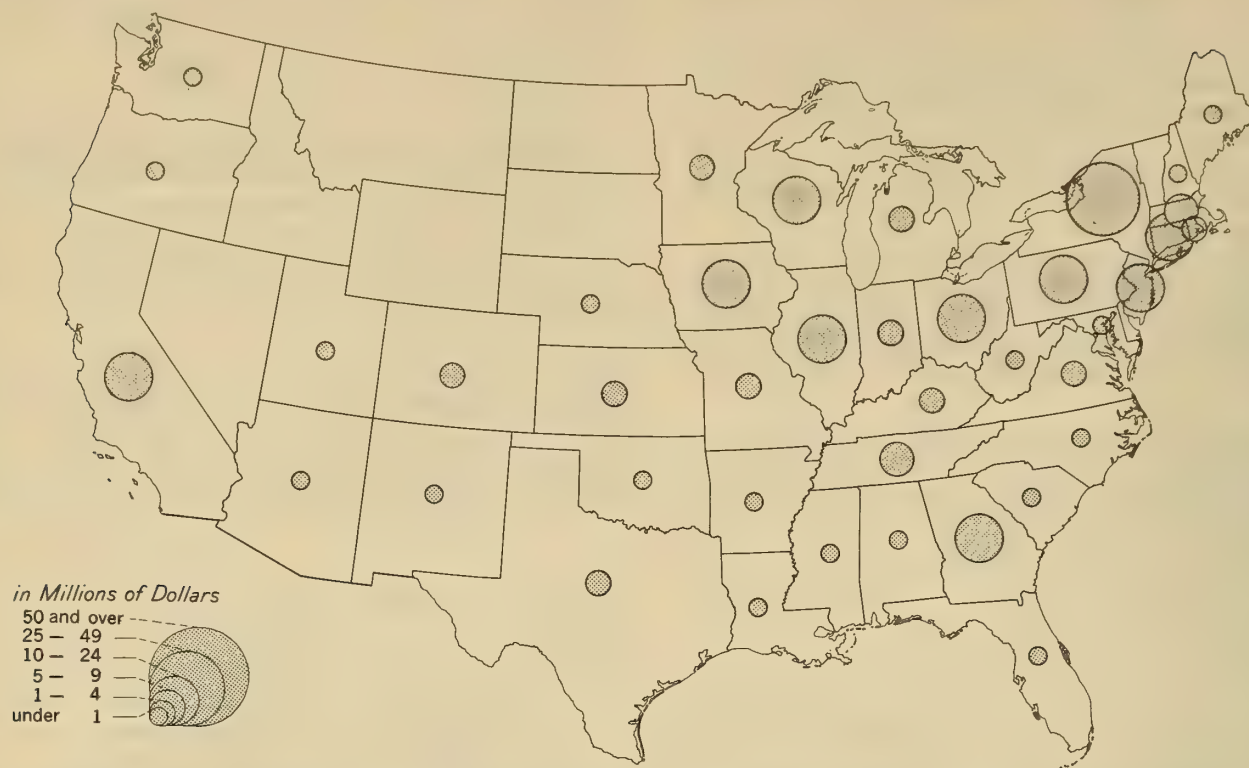 in Millions of Dollars
50 and over
25 – 49
10 – 24
5 – 9
1 – 4
under 1